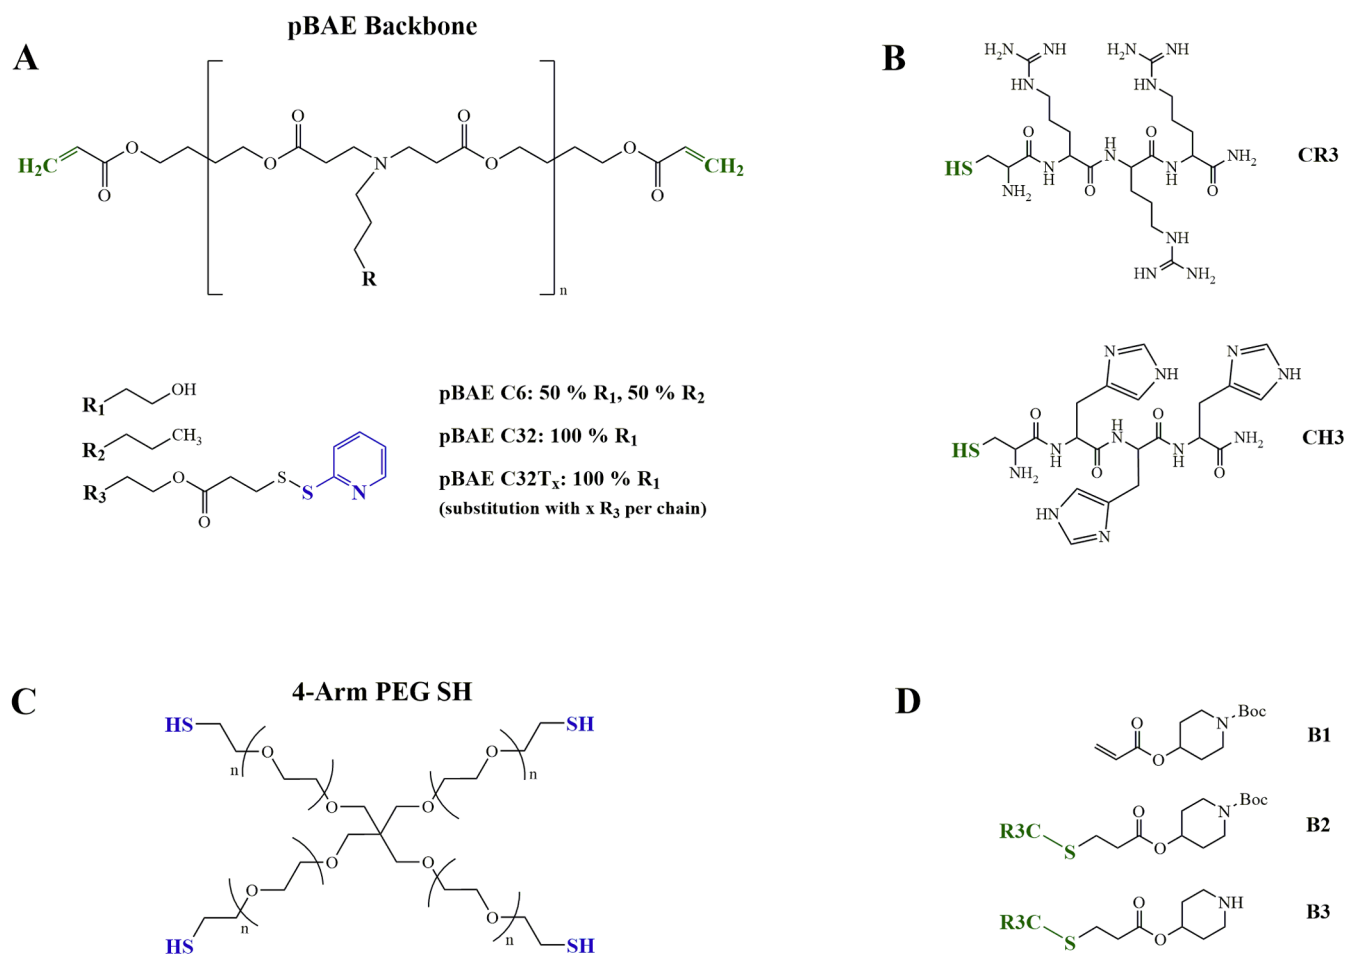 pBAE Backbone
A
H2C
O
O
O
O
N
O
O
O
O
CH2
R
n
R1
OH
R2
CH3
R3
O
O
S
S
N
pBAE C6: 50 % R1, 50 % R2
pBAE C32: 100 % R1
pBAE C32Tx: 100 % R1
(substitution with x R3 per chain)
B
H2N
NH
HN
H2N
NH
HN
HS
O
NH2
N
H
O
H
N
O
N
H
O
NH2
NH
HN
NH2
CR3
N
NH
N
NH
HS
O
NH2
N
H
O
H
N
O
N
H
O
NH2
HN
N
CH3
C
4-Arm PEG SH
HS
n
O
O
O
O
n
SH
HS
n
O
O
O
O
n
SH
D
O
O
N
Boc
B1
R3C
S
O
O
N
Boc
B2
R3C
S
O
O
NH
B3